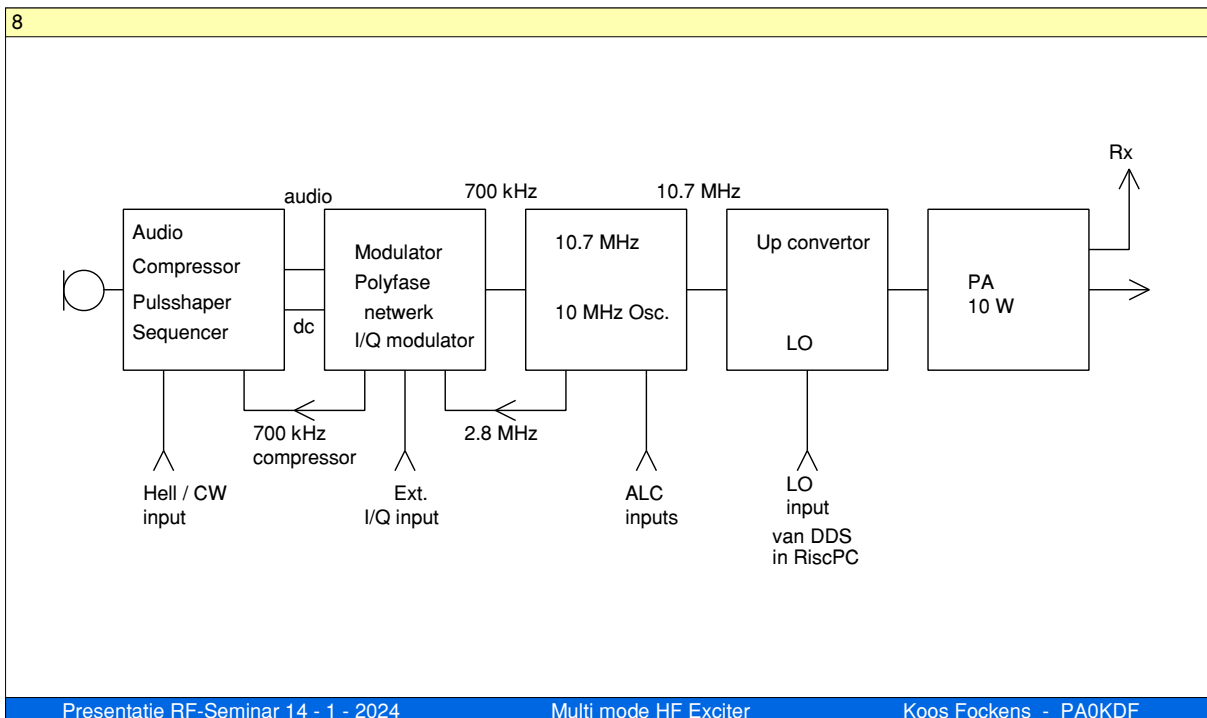 8
Rx
audio
700 kHz
10.7 MHz
Audio
Compressor
Pulsshaper
Sequencer
dc
Modulator
Polyfase
netwerk
I/Q modulator
10.7 MHz
10 MHz Osc.
Up convertor
LO
PA
10 W
700 kHz
compressor
2.8 MHz
Hell / CW
input
Ext.
I/Q input
ALC
inputs
LO
input
van DDS
in RiscPC
Presentatie RF-Seminar 14 - 1 - 2024
Multi mode HF Exciter
Koos Fockens - PA0KDF